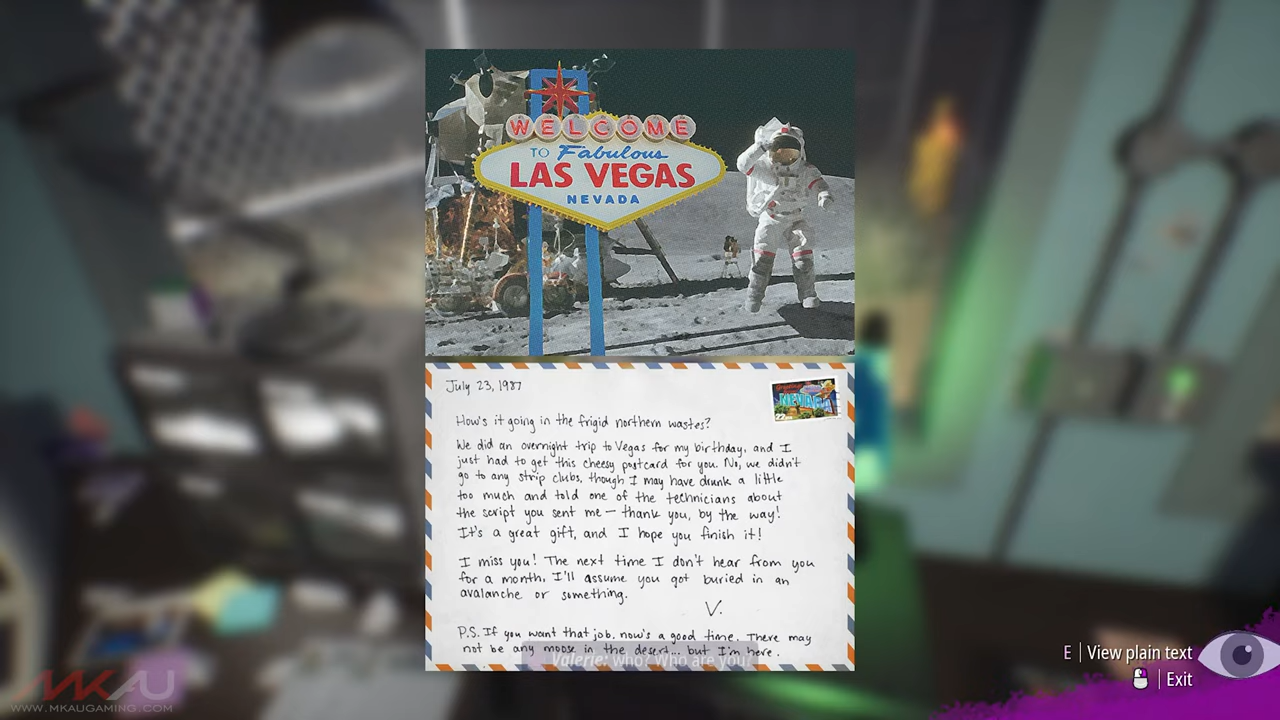 WELCOME
TO Fabulous
LAS VEGAS
NEVADA
July 23, 1987
Greetings
NEVADA
How's it going in the frigid northern wastes?
We did an overnight trip to Vegas for my birthday, and I
just had to get this cheesy postcard for you. No, we didn't
go to any strip clubs, though I may have drunk a little
too much and told one of the technicians about
the script you sent me — thank you, by the way!
It's a great gift, and I hope you finish it!
I miss you! The next time I don't hear from you
for a month, I'll assume you got buried in an
avalanche or something.
V.
P.S. If you want that job, now's a good time. There may
not be any moose in the desert... but I'm here.
Valerie: Who? Who are you?
E | View plain text
| Exit
MKAU
WWW.MKAUGAMING.COM